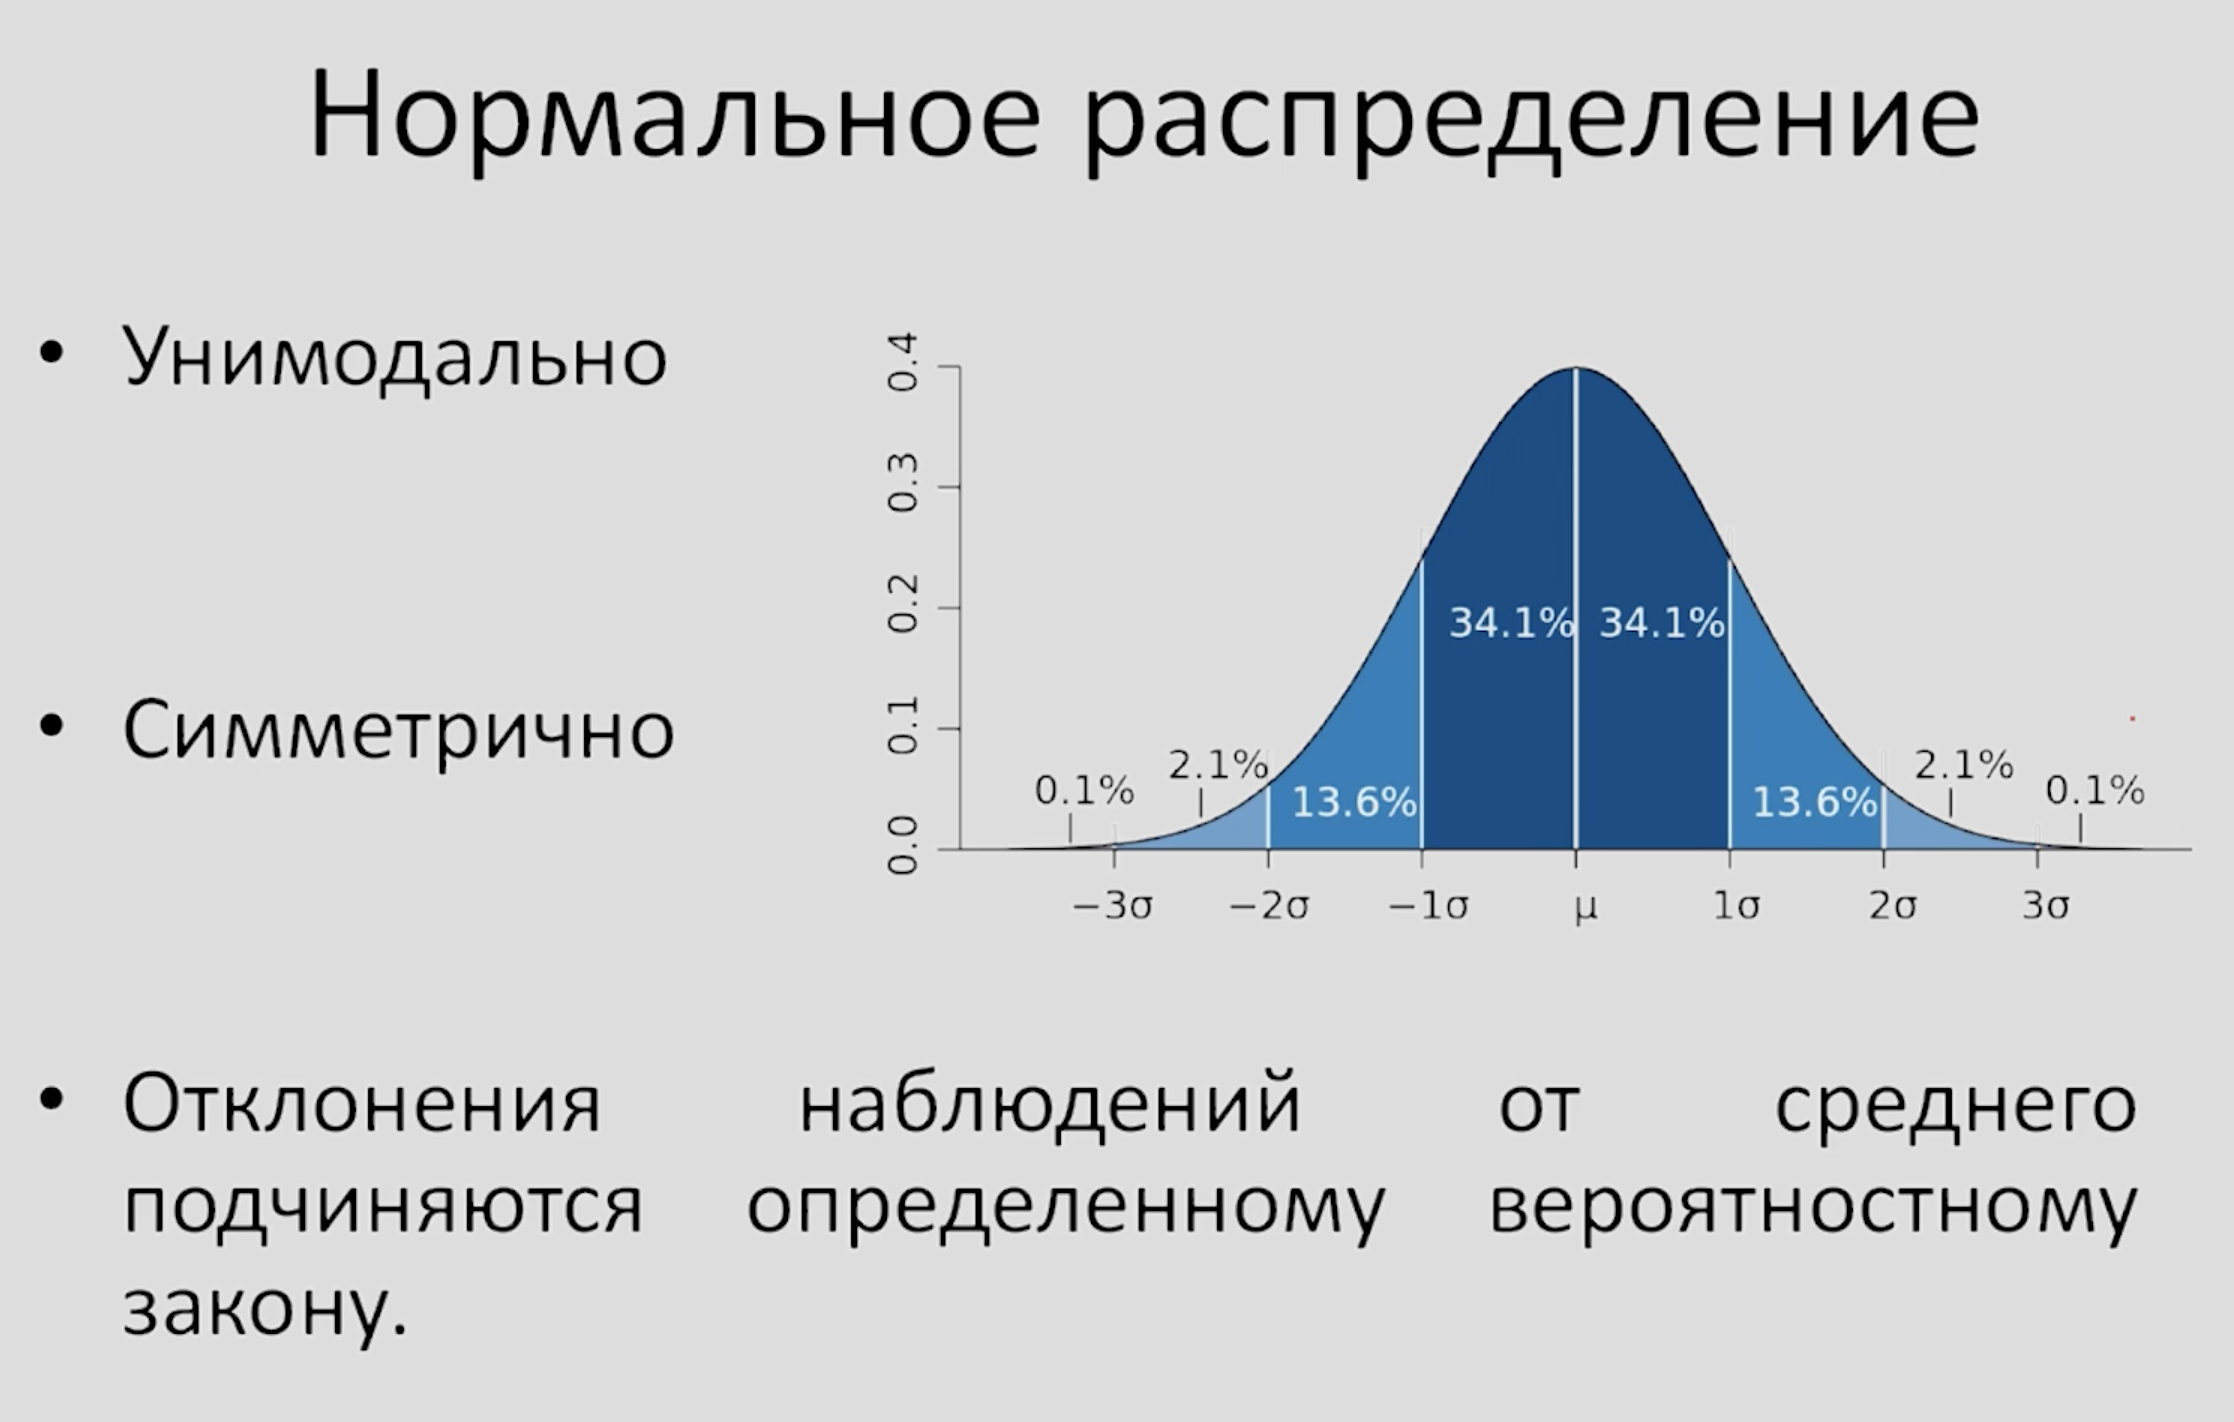 Нормальное распределение
• Унимодально
• Симметрично
0.4
0.3
0.2
0.1
0.0
34.1% 34.1%
2.1% 2.1%
0.1% 0.1%
13.6% 13.6%
−3σ −2σ −1σ μ 1σ 2σ 3σ
• Отклонения наблюдений от среднего
подчиняются определенному вероятностному
закону.